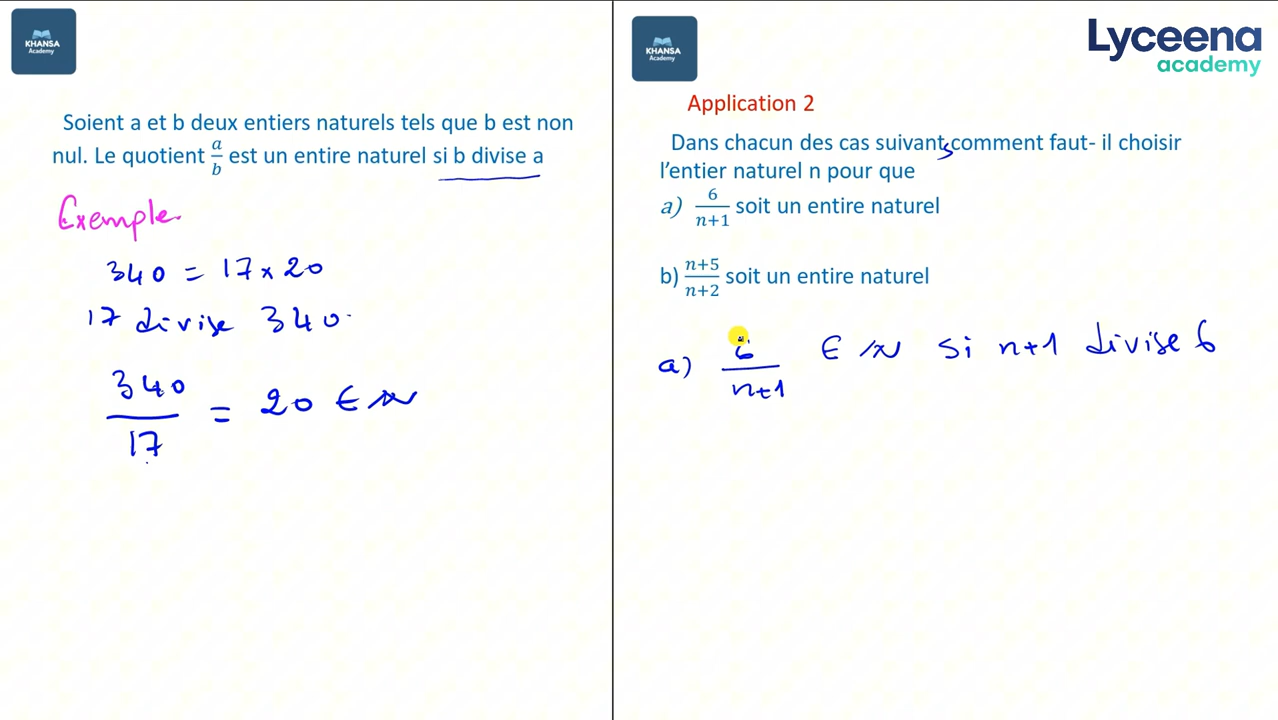 KHANSA
Academy
Soient a et b deux entiers naturels tels que b est non
nul. Le quotient a/b est un entire naturel si b divise a
Exemple.
340 = 17 x 20
17 divise 340.
340/17 = 20 ∈ ℕ
KHANSA
Academy
Lyceena
academy
Application 2
Dans chacun des cas suivants comment faut- il choisir
l'entier naturel n pour que
a) 6/n+1 soit un entire naturel
b) n+5/n+2 soit un entire naturel
a) 6/n+1 ∈ ℕ si n+1 divise 6